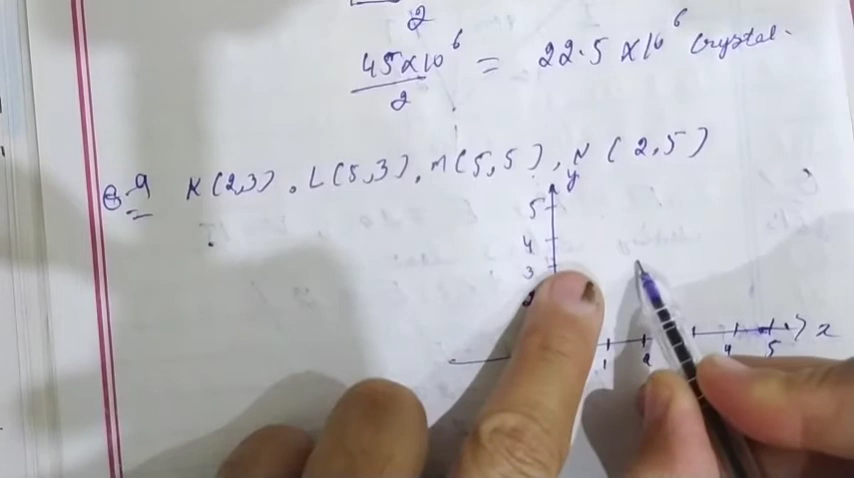 2
45×10⁶ = 22.5 ×10⁶ Crystal.
2
Q-9 K(2,3), L(5,3), M(5,5), N(2,5)
y
5
4
3
2
1 2 4 5 x